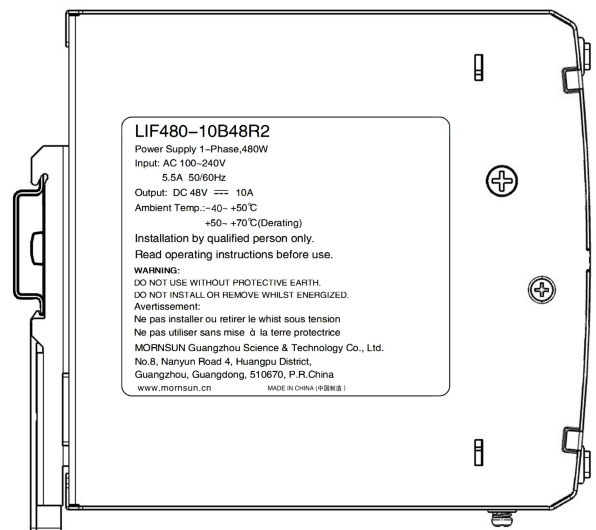 LIF480-10B48R2
Power Supply 1-Phase,480W
Input: AC 100~240V
5.5A 50/60Hz
Output: DC 48V ⎓ 10A
Ambient Temp.:-40~ +50℃
+50~ +70℃(Derating)
Installation by qualified person only.
Read operating instructions before use.
WARNING:
DO NOT USE WITHOUT PROTECTIVE EARTH.
DO NOT INSTALL OR REMOVE WHILST ENERGIZED.
Avertissement:
Ne pas installer ou retirer le whist sous tension
Ne pas utiliser sans mise à la terre protectrice
MORNSUN Guangzhou Science & Technology Co., Ltd.
No.8, Nanyun Road 4, Huangpu District,
Guangzhou, Guangdong, 510670, P.R.China
www.mornsun.cn MADE IN CHINA (中国制造)